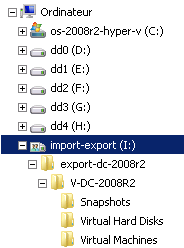 Ordinateur
os-2008r2-hyper-v (C:)
dd0 (D:)
dd1 (E:)
dd2 (F:)
dd3 (G:)
dd4 (H:)
import-export (I:)
export-dc-2008r2
V-DC-2008R2
Snapshots
Virtual Hard Disks
Virtual Machines